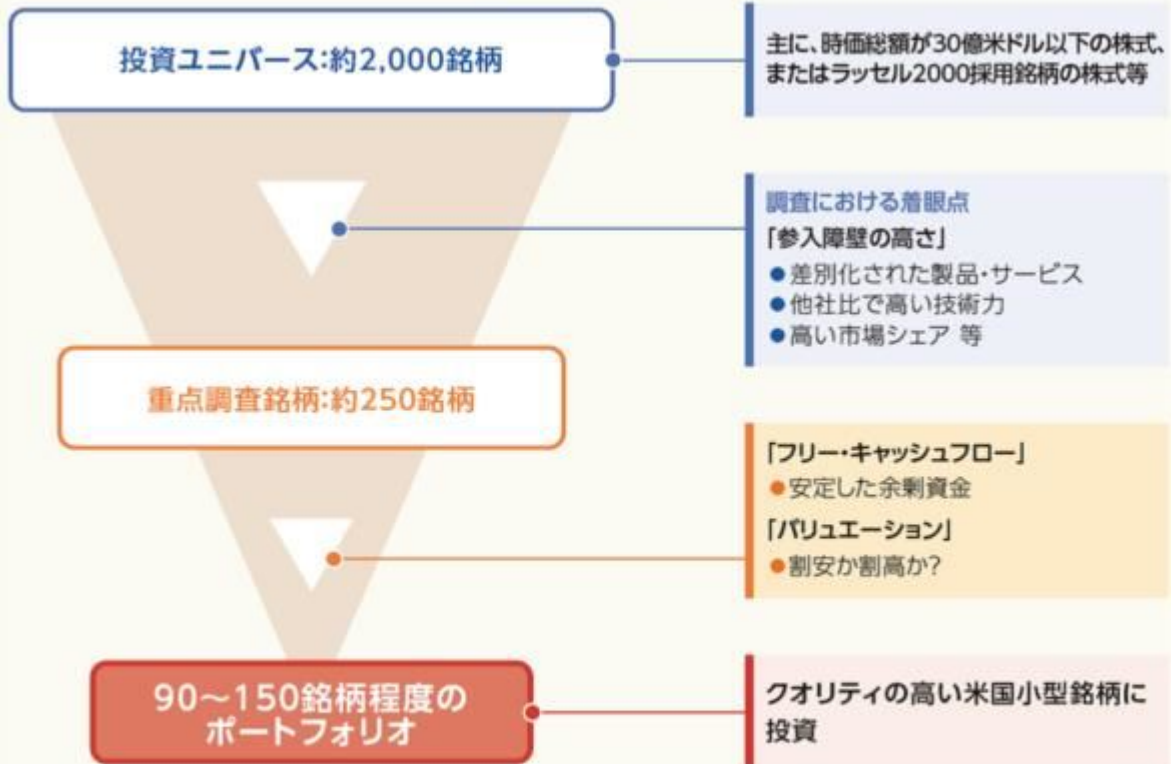 投資ユニバース:約2,000銘柄
主に、時価総額が30億米ドル以下の株式、
またはラッセル2000採用銘柄の株式等
調査における着眼点
「参入障壁の高さ」
●差別化された製品・サービス
●他社比で高い技術力
●高い市場シェア 等
重点調査銘柄:約250銘柄
「フリー・キャッシュフロー」
●安定した余剰資金
「バリュエーション」
●割安か割高か?
90〜150銘柄程度の
ポートフォリオ
クオリティの高い米国小型銘柄に
投資